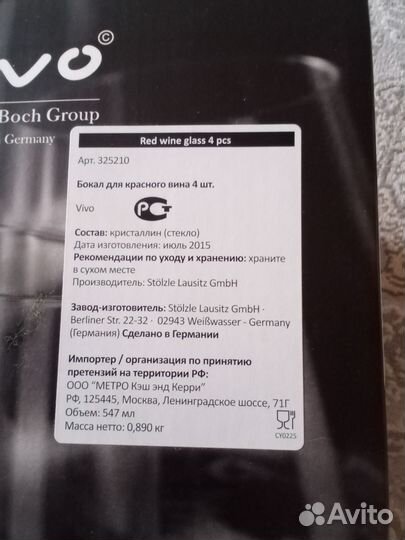 vo©
Boch Group
Germany
Red wine glass 4 pcs
Арт. 325210
Бокал для красного вина 4 шт.
Vivo
РСТ
Состав: кристаллин (стекло)
Дата изготовления: июль 2015
Рекомендации по уходу и хранению: храните
в сухом месте
Производитель: Stölzle Lausitz GmbH
Завод-изготовитель: Stölzle Lausitz GmbH ·
Berliner Str. 22-32 · 02943 Weißwasser - Germany
(Германия) Сделано в Германии
Импортер / организация по принятию
претензий на территории РФ:
ООО "МЕТРО Кэш энд Керри"
РФ, 125445, Москва, Ленинградское шоссе, 71Г
Объем: 547 мл
Масса нетто: 0,890 кг
CY0225
Avito